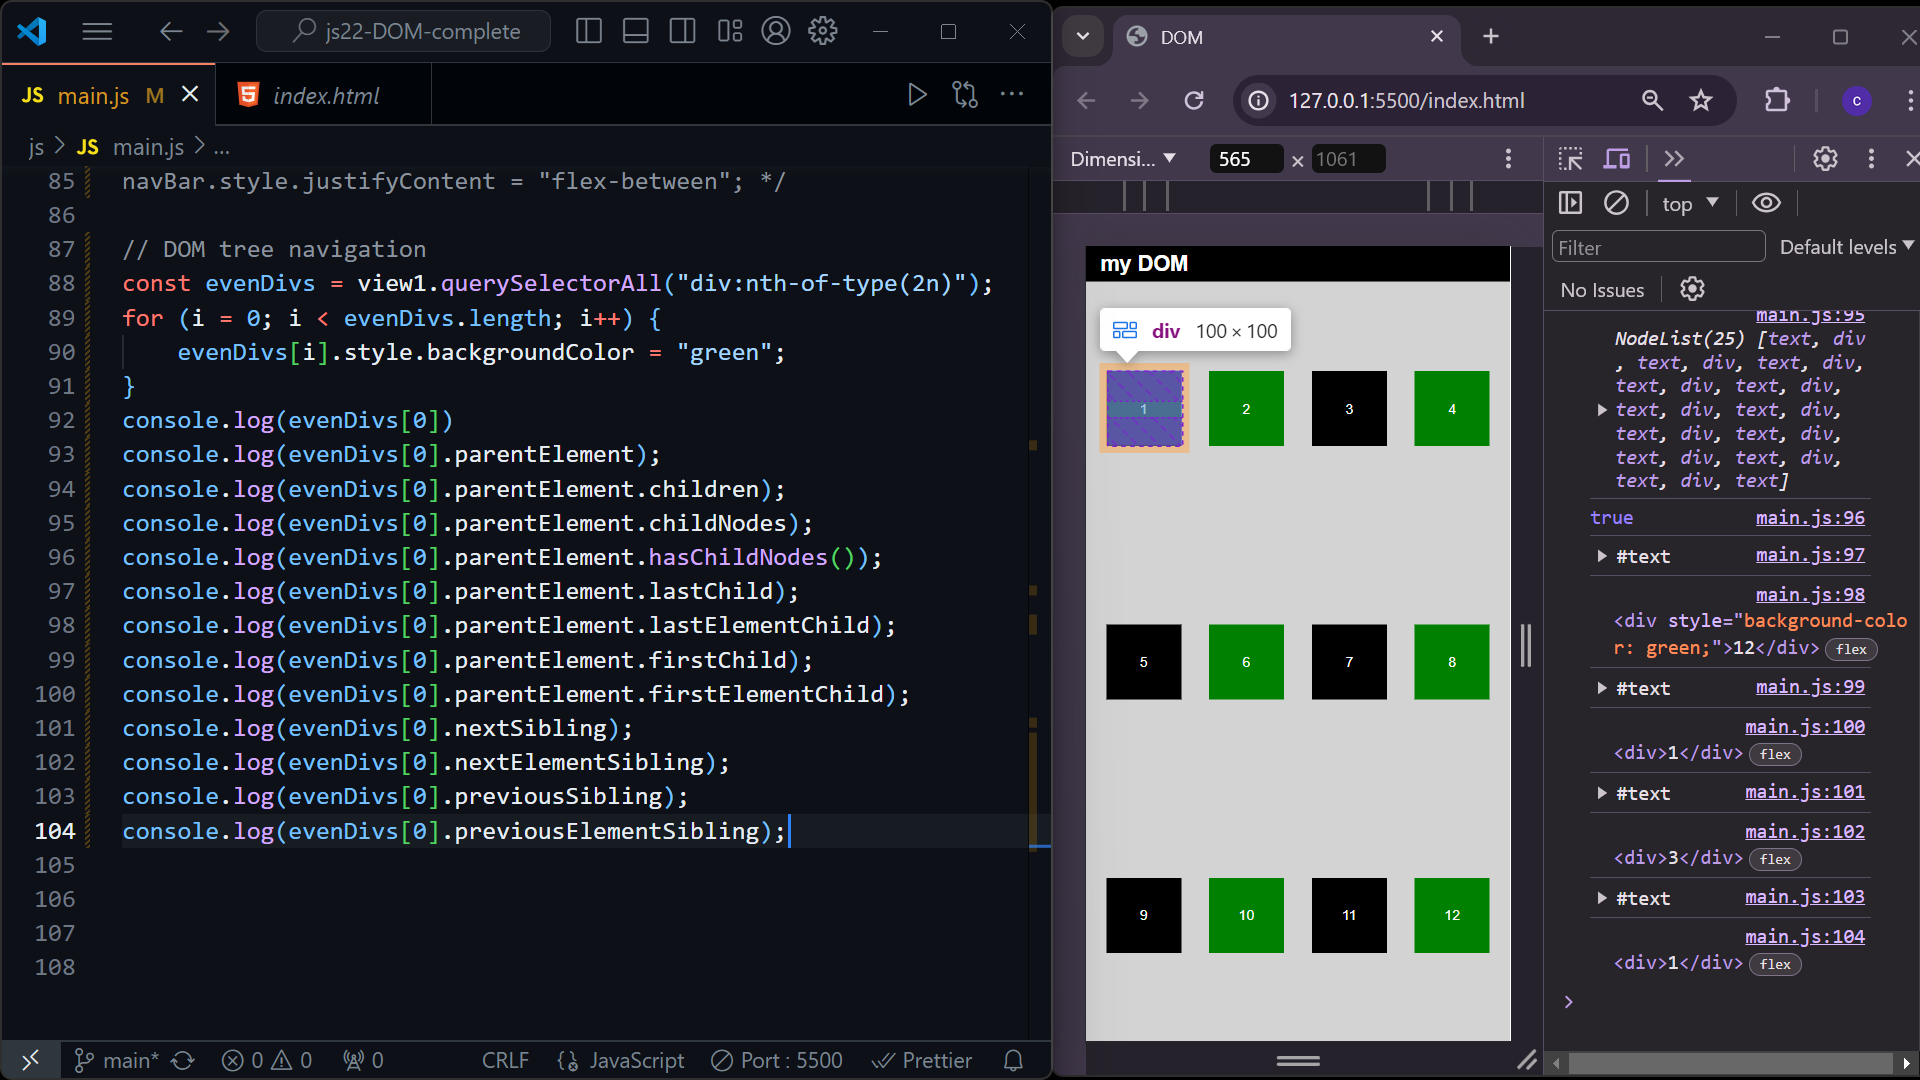 js22-DOM-complete
JS main.js M
index.html
js > JS main.js > ...
85 navBar.style.justifyContent = "flex-between"; */
86
87 // DOM tree navigation
88 const evenDivs = view1.querySelectorAll("div:nth-of-type(2n)");
89 for (i = 0; i < evenDivs.length; i++) {
90 evenDivs[i].style.backgroundColor = "green";
91 }
92 console.log(evenDivs[0])
93 console.log(evenDivs[0].parentElement);
94 console.log(evenDivs[0].parentElement.children);
95 console.log(evenDivs[0].parentElement.childNodes);
96 console.log(evenDivs[0].parentElement.hasChildNodes());
97 console.log(evenDivs[0].parentElement.lastChild);
98 console.log(evenDivs[0].parentElement.lastElementChild);
99 console.log(evenDivs[0].parentElement.firstChild);
100 console.log(evenDivs[0].parentElement.firstElementChild);
101 console.log(evenDivs[0].nextSibling);
102 console.log(evenDivs[0].nextElementSibling);
103 console.log(evenDivs[0].previousSibling);
104 console.log(evenDivs[0].previousElementSibling);
105
106
107
108
main* 0 0 0 CRLF {} JavaScript Port : 5500 Prettier
DOM
127.0.0.1:5500/index.html
c
Dimensi... 565 × 1061
my DOM
div 100 × 100
1 2 3 4
5 6 7 8
9 10 11 12
top
Filter
Default levels
No Issues
main.js:95
NodeList(25) [text, div
, text, div, text, div,
text, div, text, div,
text, div, text, div,
text, div, text, div,
text, div, text, div,
text, div, text]
true main.js:96
#text main.js:97
main.js:98
<div style="background-colo
r: green;">12</div> flex
#text main.js:99
main.js:100
<div>1</div> flex
#text main.js:101
main.js:102
<div>3</div> flex
#text main.js:103
main.js:104
<div>1</div> flex